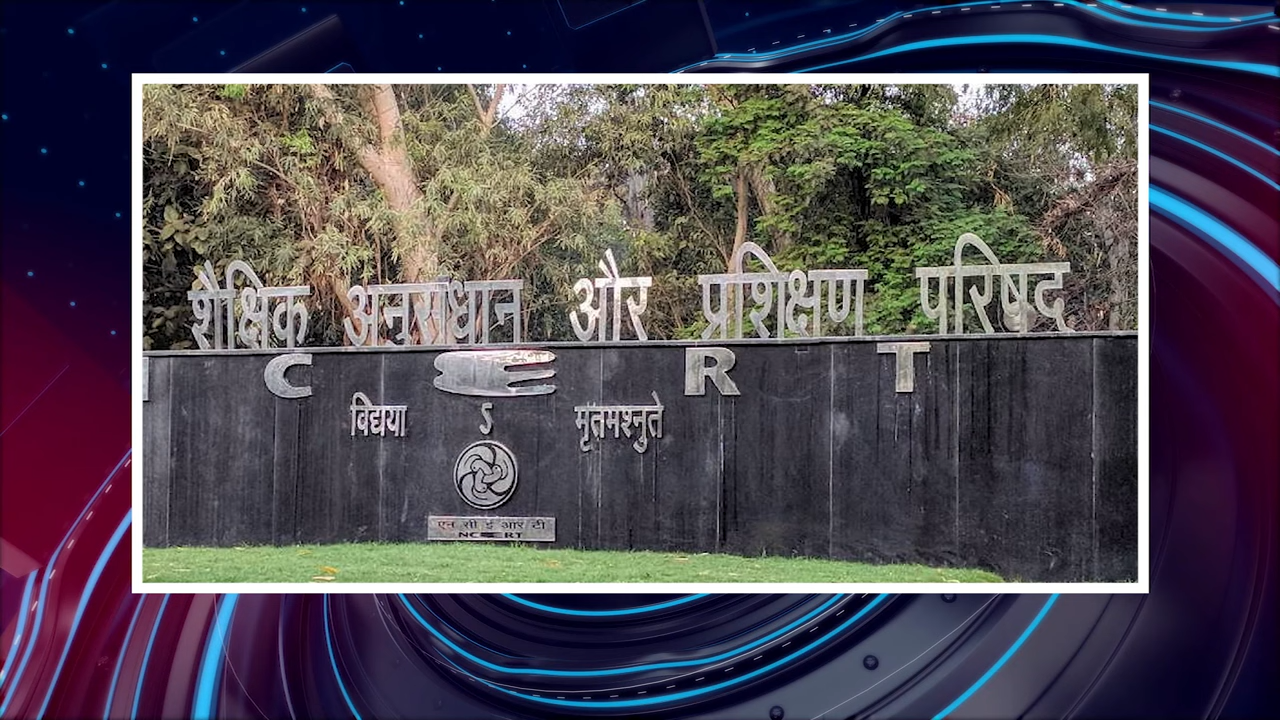 शैक्षिक अनुसंधान और प्रशिक्षण परिषद
C E R T
विद्यया ऽ मृतमश्नुते
एन सी ई आर टी
NCERT